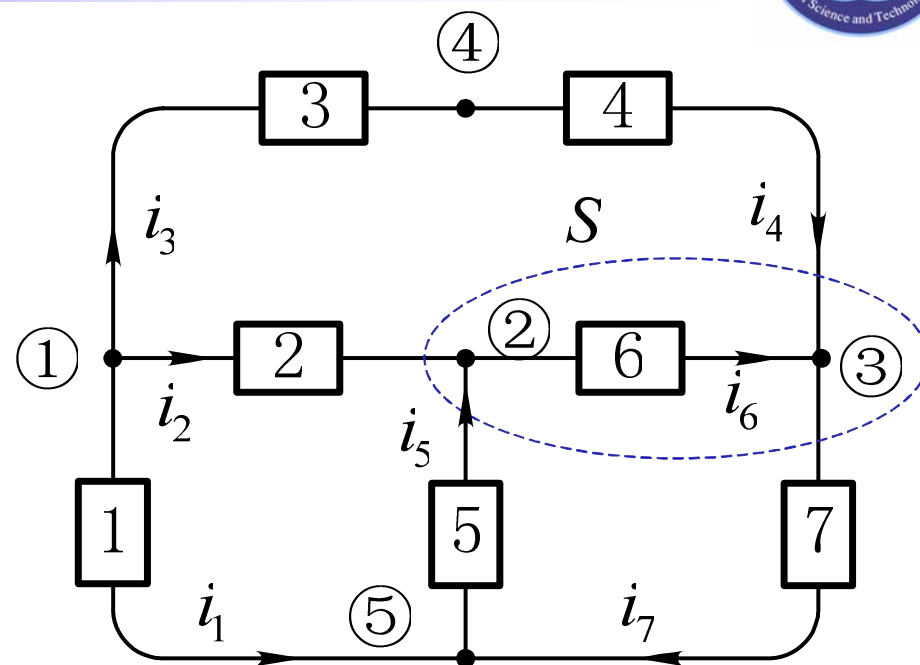 Science and Techno
④
3
4
i₃
S
i₄
①
2
②
6
③
i₂
i₅
i₆
1
5
7
i₁
⑤
i₇